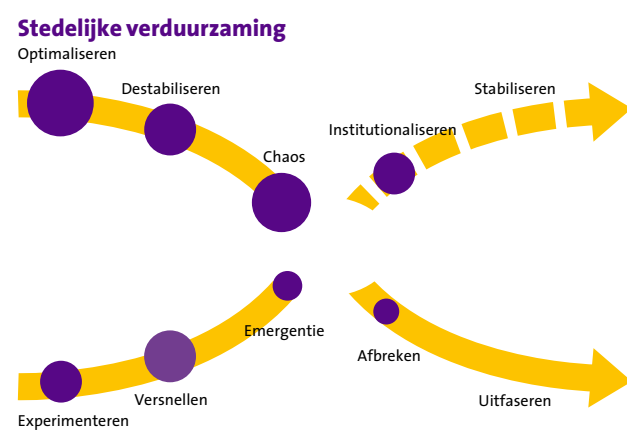 Stedelijke verduurzaming
Optimaliseren
Destabiliseren
Chaos
Stabiliseren
Institutionaliseren
Emergentie
Versnellen
Experimenteren
Afbreken
Uitfaseren